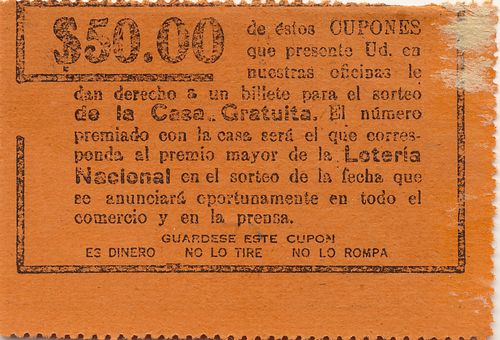 $50.00 de éstos CUPONES
que presente Ud. en
nuestras oficinas le
dan derecho a un billete para el sorteo
de la Casa Gratuita. El número
premiado con la casa será el que corres-
ponda al premio mayor de la Lotería
Nacional en el sorteo de la fecha que
se anunciará oportunamente en todo el
comercio y en la prensa.
GUARDESE ESTE CUPON
ES DINERO NO LO TIRE NO LO ROMPA